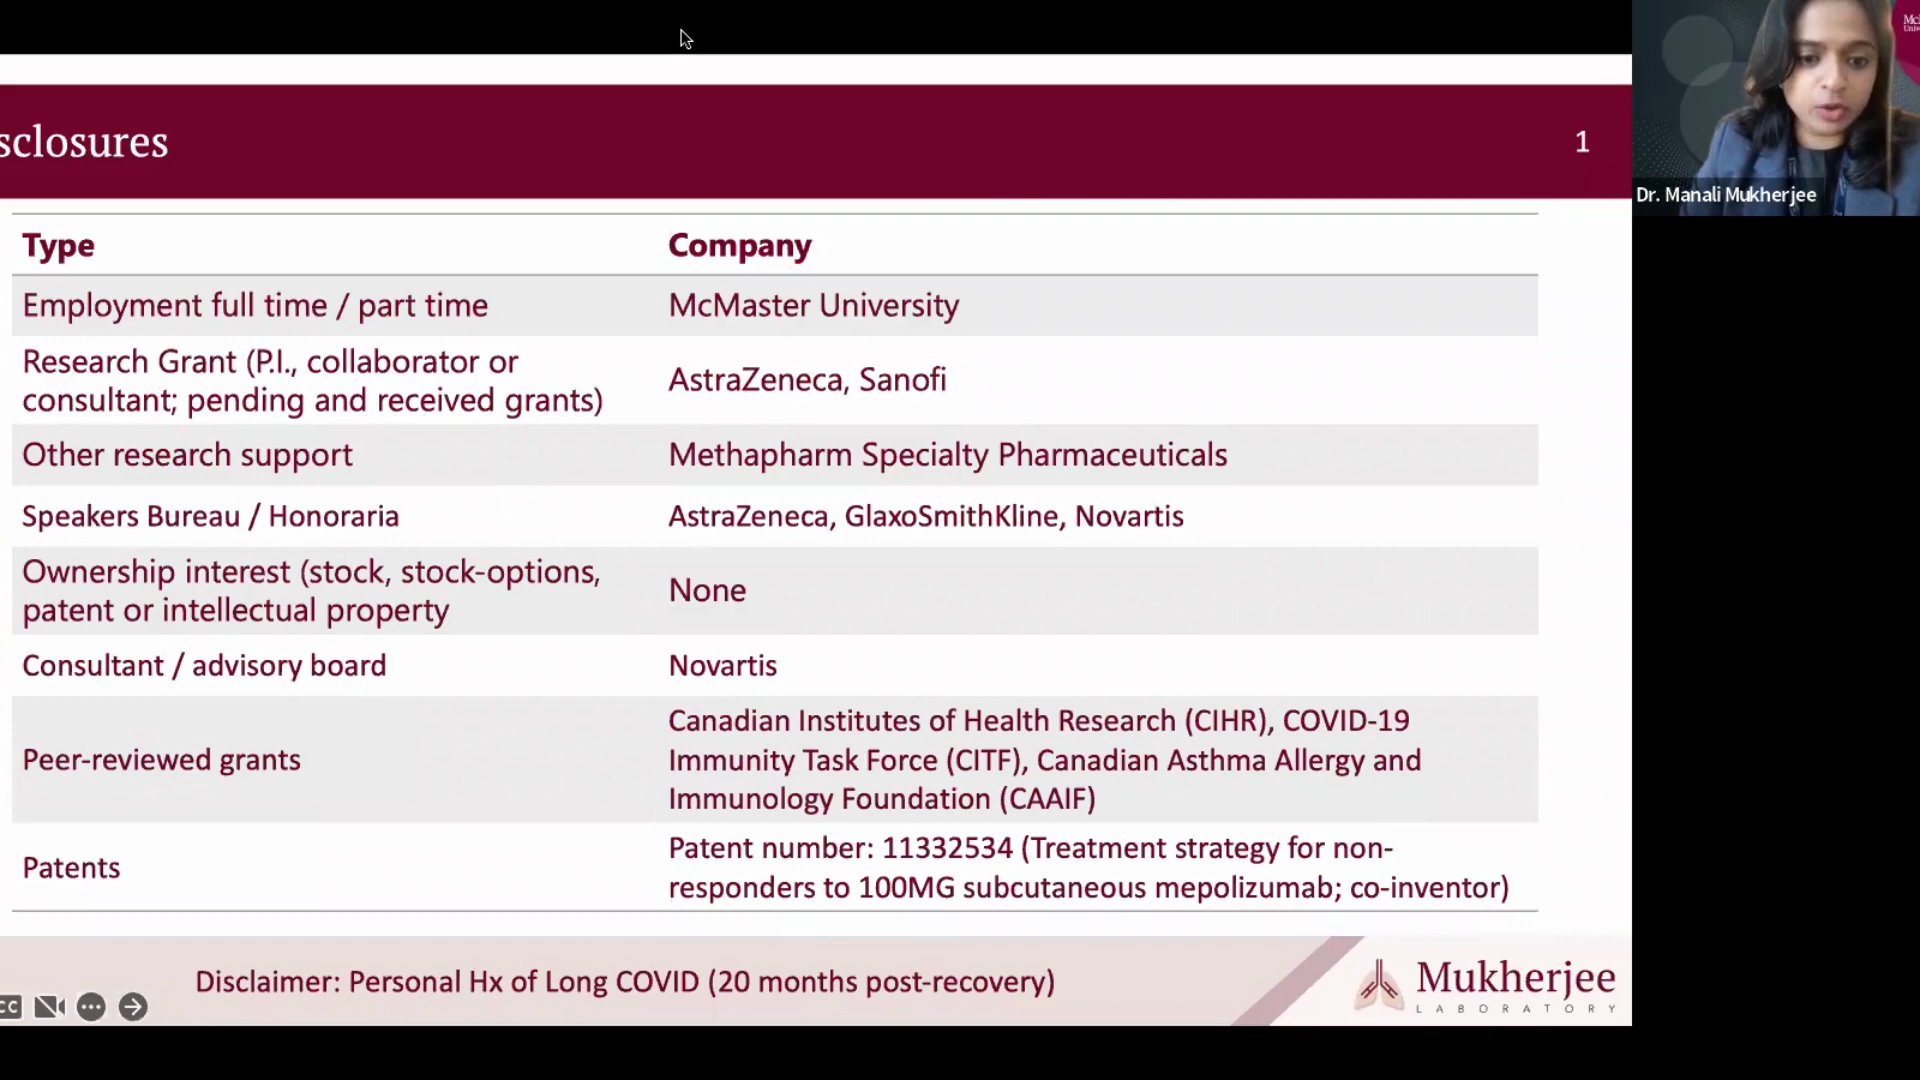 sclosures
1
Type
Company
Employment full time / part time
McMaster University
Research Grant (P.I., collaborator or
consultant; pending and received grants)
AstraZeneca, Sanofi
Other research support
Methapharm Specialty Pharmaceuticals
Speakers Bureau / Honoraria
AstraZeneca, GlaxoSmithKline, Novartis
Ownership interest (stock, stock-options,
patent or intellectual property
None
Consultant / advisory board
Novartis
Peer-reviewed grants
Canadian Institutes of Health Research (CIHR), COVID-19
Immunity Task Force (CITF), Canadian Asthma Allergy and
Immunology Foundation (CAAIF)
Patents
Patent number: 11332534 (Treatment strategy for non-
responders to 100MG subcutaneous mepolizumab; co-inventor)
Disclaimer: Personal Hx of Long COVID (20 months post-recovery)
Mukherjee
LABORATORY
CC
Dr. Manali Mukherjee